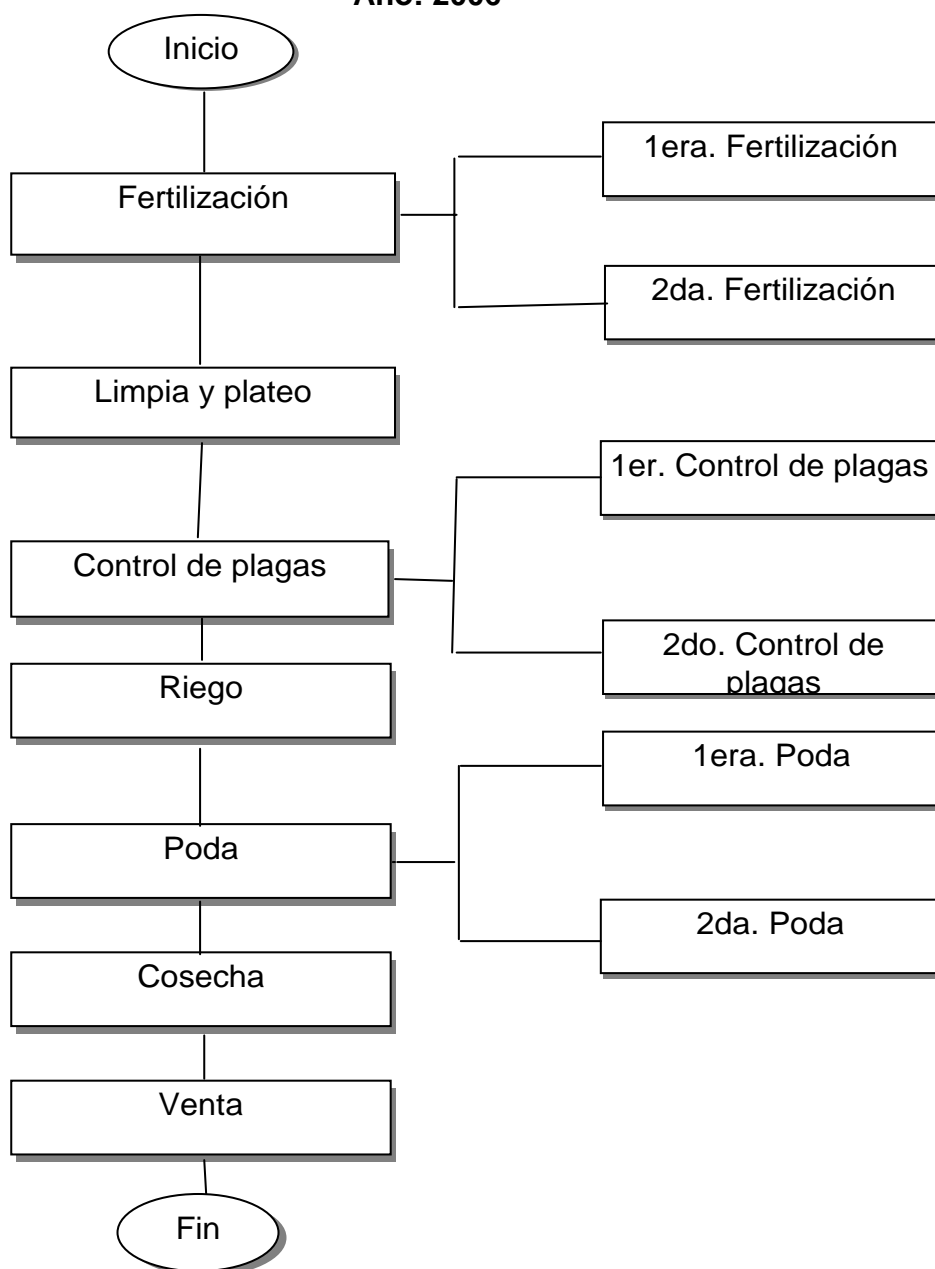 Inicio
1era. Fertilización
Fertilización
2da. Fertilización
Limpia y plateo
1er. Control de plagas
Control de plagas
2do. Control de
plagas
Riego
1era. Poda
Poda
2da. Poda
Cosecha
Venta
Fin